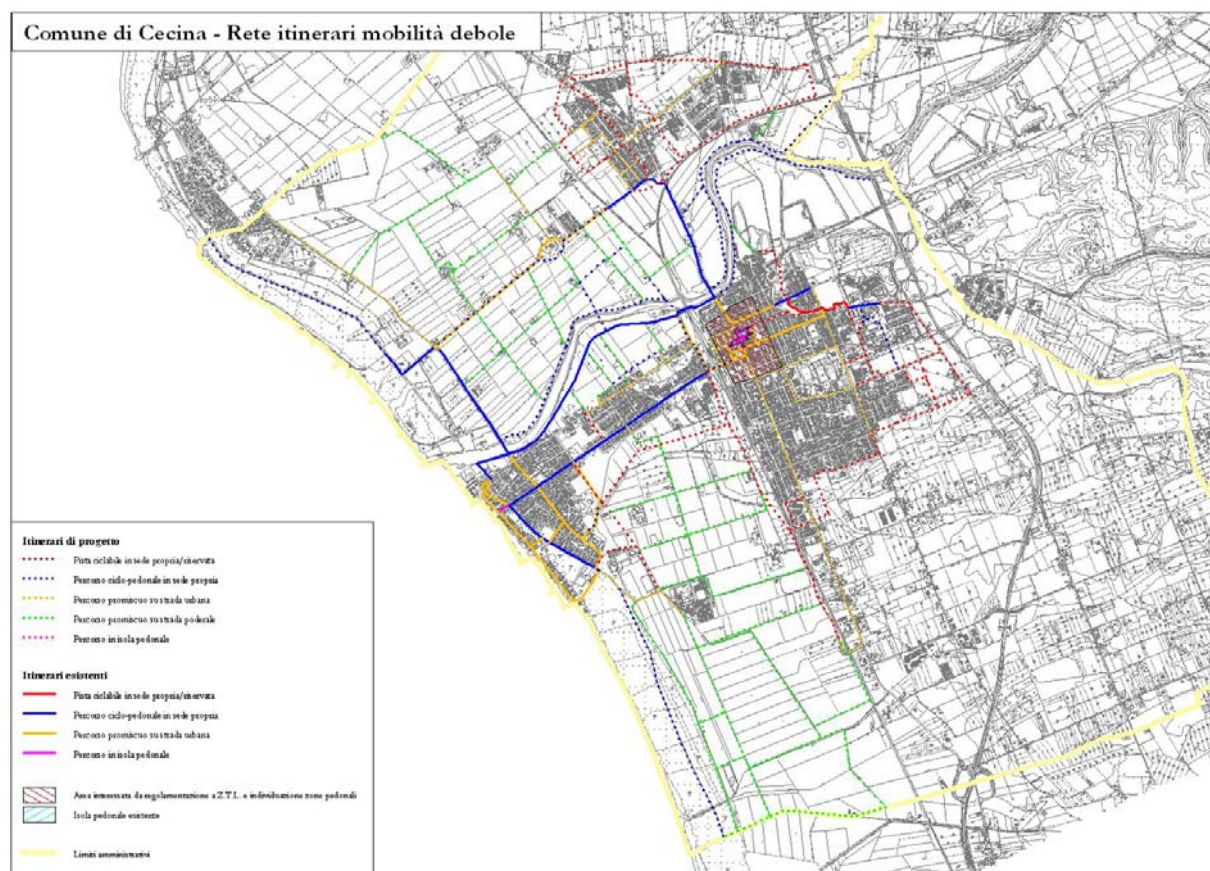 Comune di Cecina - Rete itinerari mobilità debole
Itinerari di progetto
Pista ciclabile in sede propria/riservata
Percorso ciclo-pedonale in sede propria
Percorso promiscuo su strada urbana
Percorso promiscuo su strada poderale
Percorso in isola pedonale
Itinerari esistenti
Pista ciclabile in sede propria/riservata
Percorso ciclo-pedonale in sede propria
Percorso promiscuo su strada urbana
Percorso in isola pedonale
Area interessata da regolamentazione a Z.T.L. e individuazione zone pedonali
Isola pedonale esistente
Limiti amministrativi